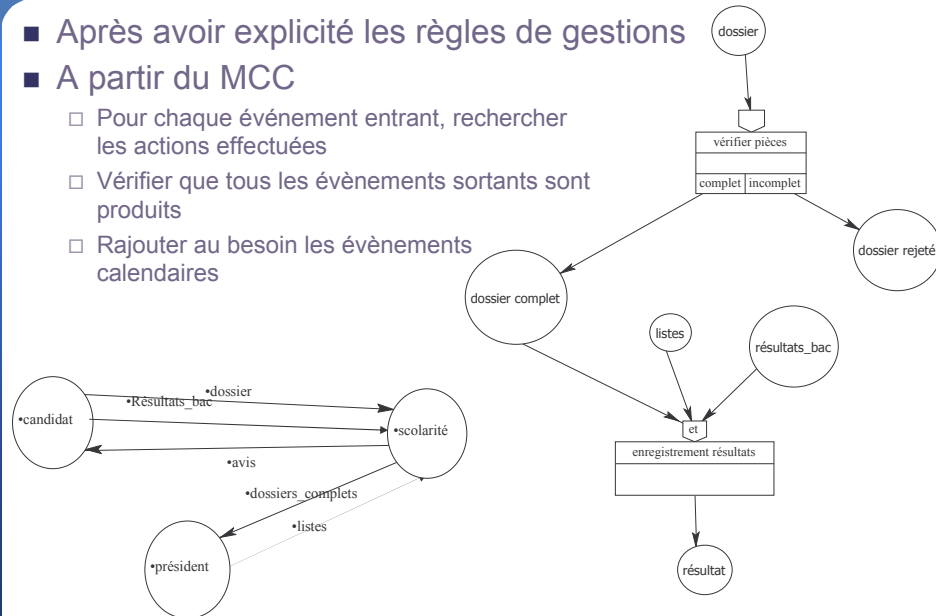 ■ Après avoir explicité les règles de gestions
■ A partir du MCC
□ Pour chaque événement entrant, rechercher
les actions effectuées
□ Vérifier que tous les évènements sortants sont
produits
□ Rajouter au besoin les évènements
calendaires
dossier
vérifier pièces
complet
incomplet
dossier rejeté
dossier complet
listes
résultats_bac
et
enregistrement résultats
résultat
•dossier
•Résultats_bac
•candidat
•scolarité
•avis
•dossiers_complets
•listes
•président